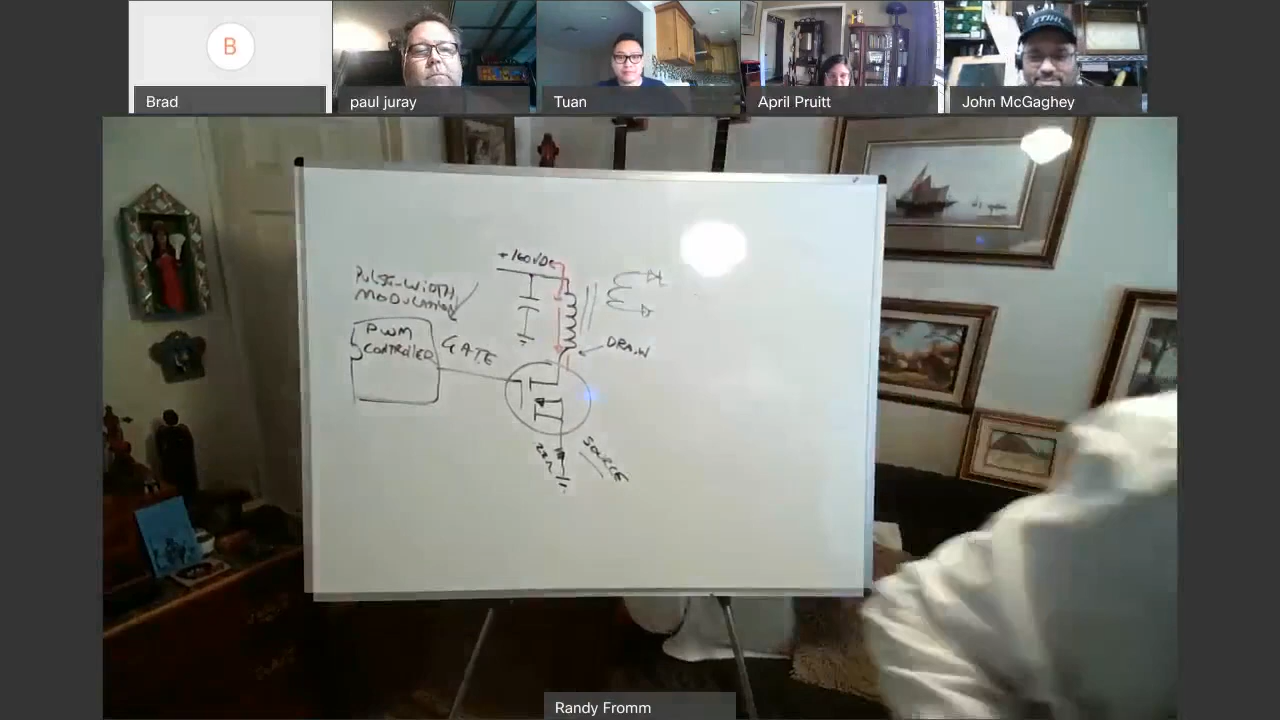 B
Brad
paul juray
Tuan
April Pruitt
STIHL
John McGaghey
+160VDC
PULSE-WIDTH
MODULATION
PWM
CONTROLLER
GATE
DRAIN
SOURCE
Randy Fromm